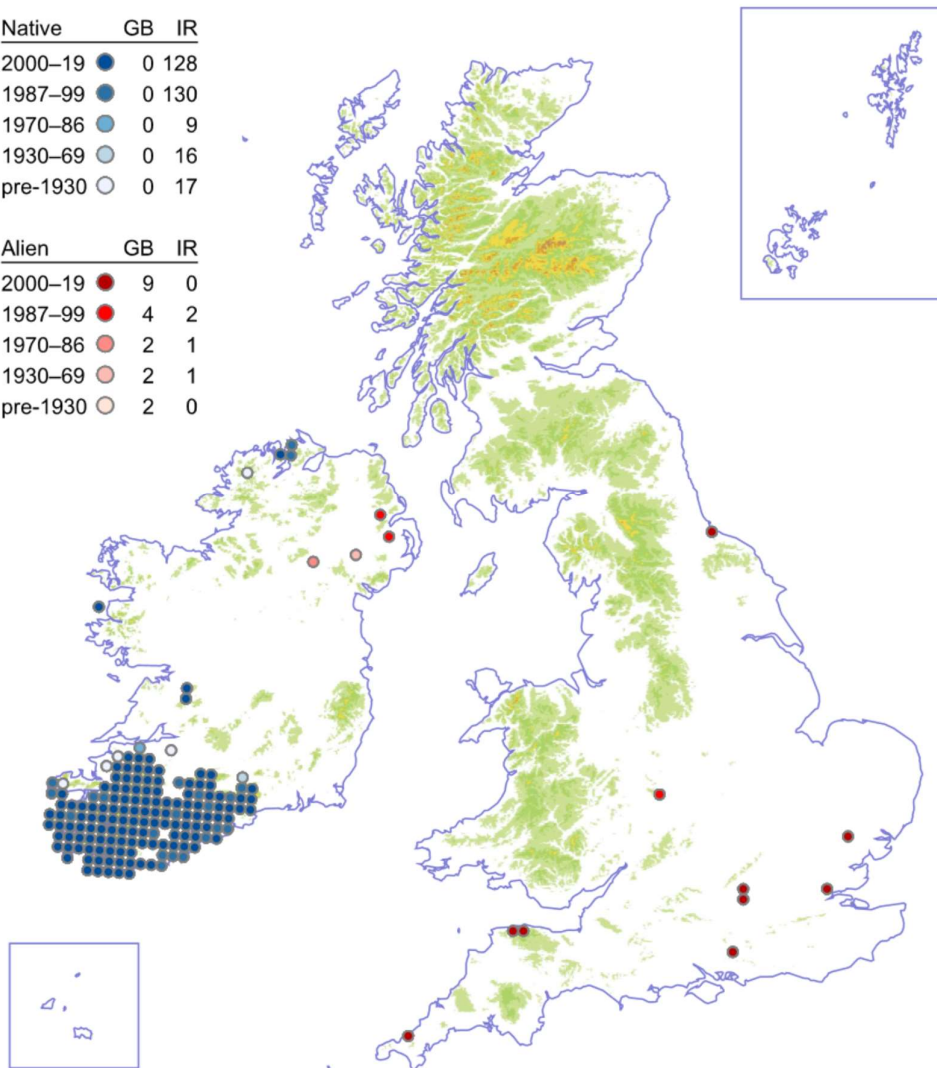 Native GB IR
2000–19 0 128
1987–99 0 130
1970–86 0 9
1930–69 0 16
pre-1930 0 17
Alien GB IR
2000–19 9 0
1987–99 4 2
1970–86 2 1
1930–69 2 1
pre-1930 2 0